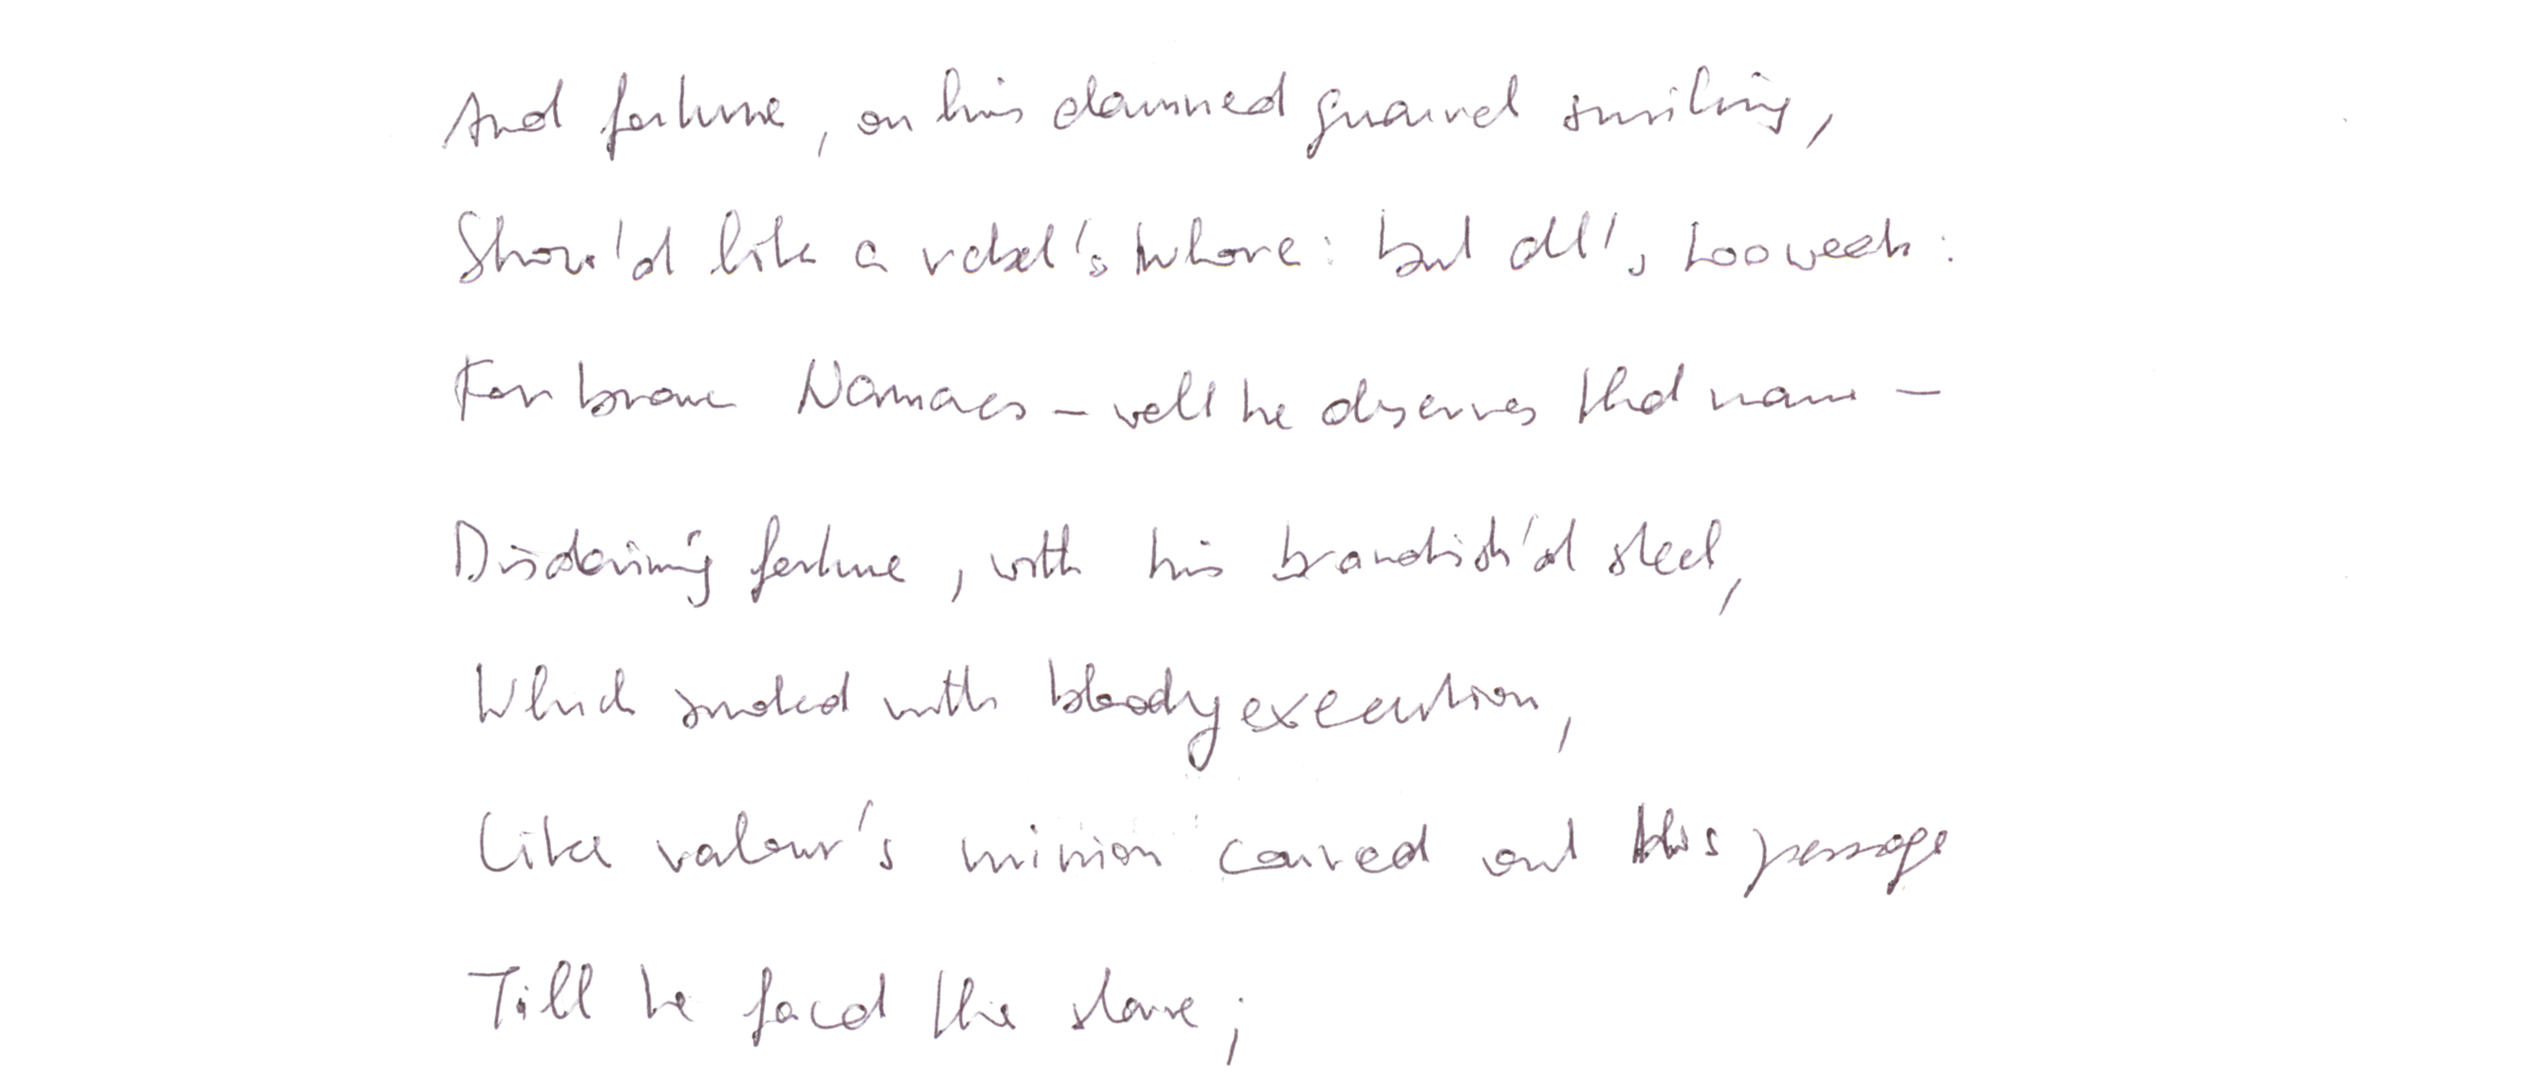 And fortune, on his damned quarrel smiling,
Show'd like a rebel's whore: but all's too weak:
For brave Nomaes - well he deserves that name -
Disdaining fortune, with his brandish'd steel,
Which smoked with bloody execution,
Like valour's minion carved out this passage
Till he faced the slave;